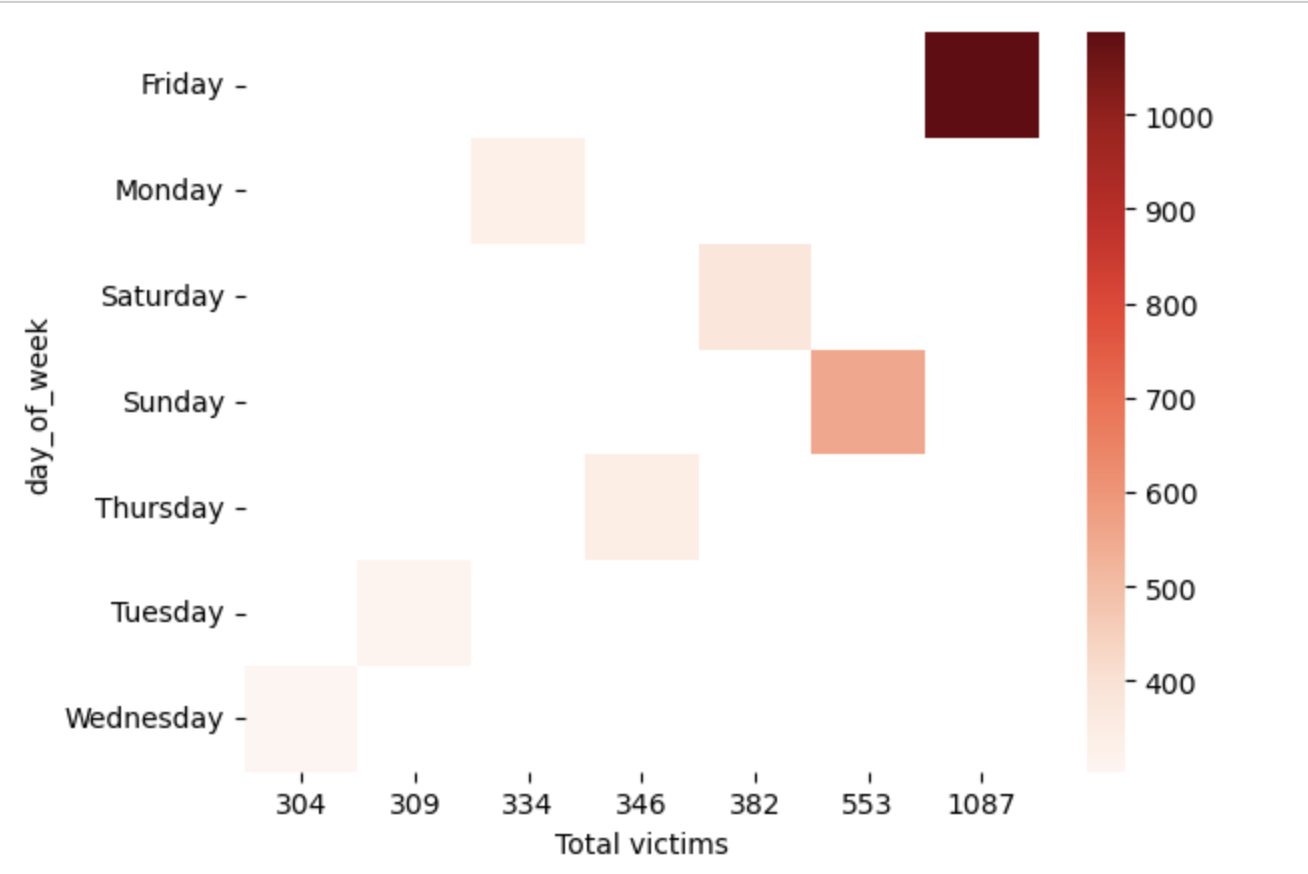 day_of_week
Friday
Monday
Saturday
Sunday
Thursday
Tuesday
Wednesday
304 309 334 346 382 553 1087
Total victims
1000
900
800
700
600
500
400